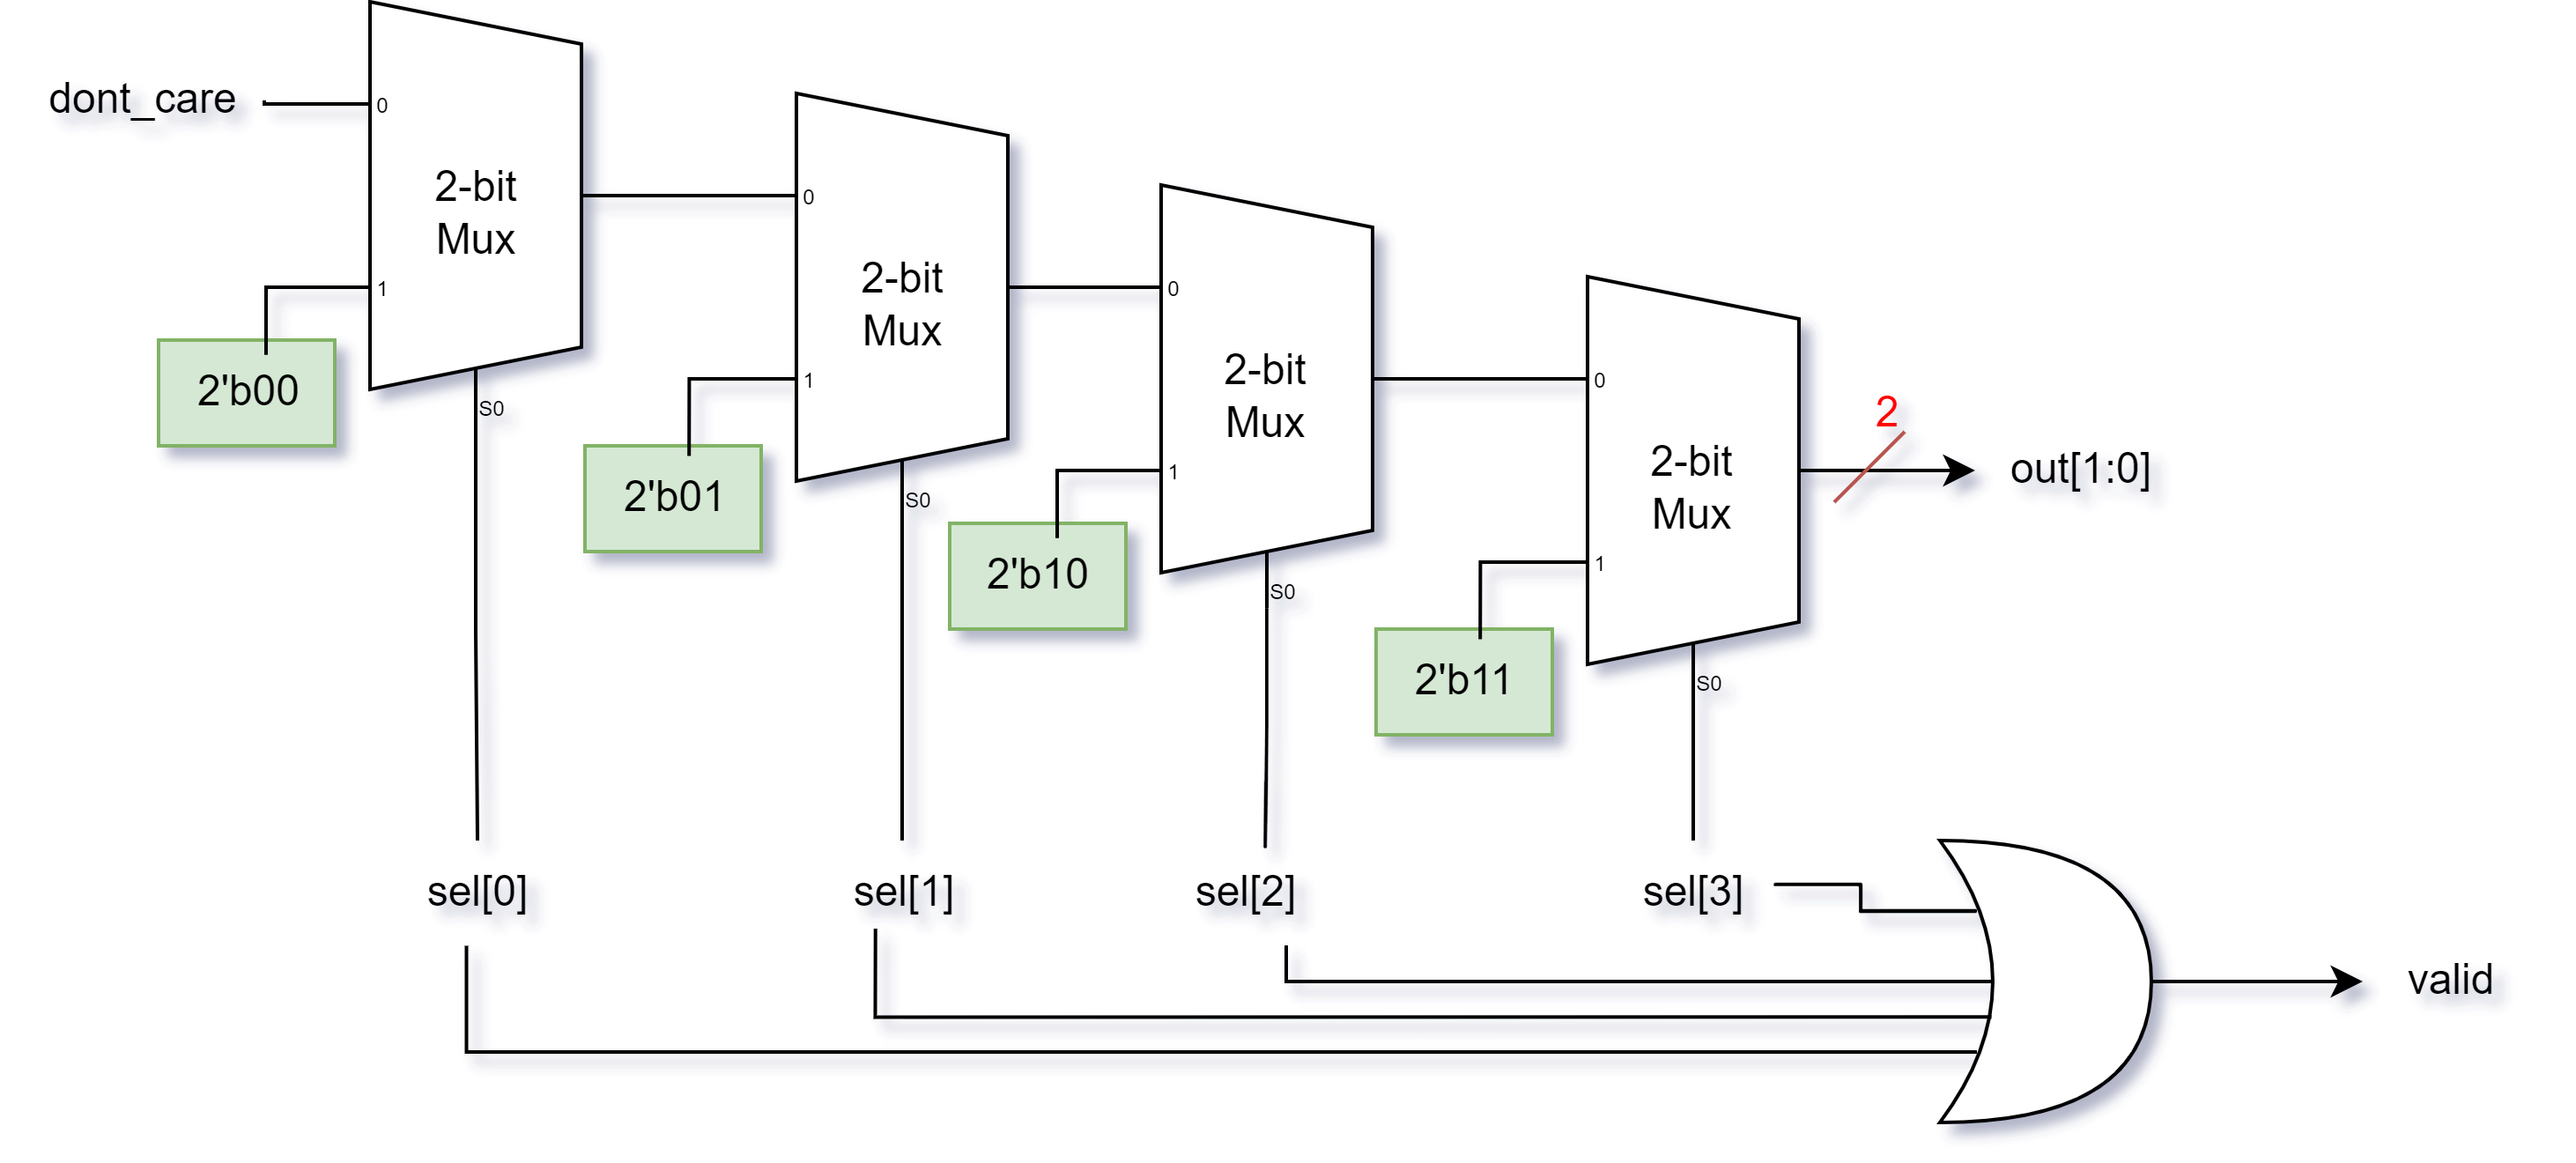 dont_care
0
2-bit
Mux
1
2'b00
S0
0
2-bit
Mux
1
2'b01
S0
0
2-bit
Mux
1
2'b10
S0
0
2-bit
Mux
1
2'b11
S0
2
out[1:0]
sel[0]
sel[1]
sel[2]
sel[3]
valid